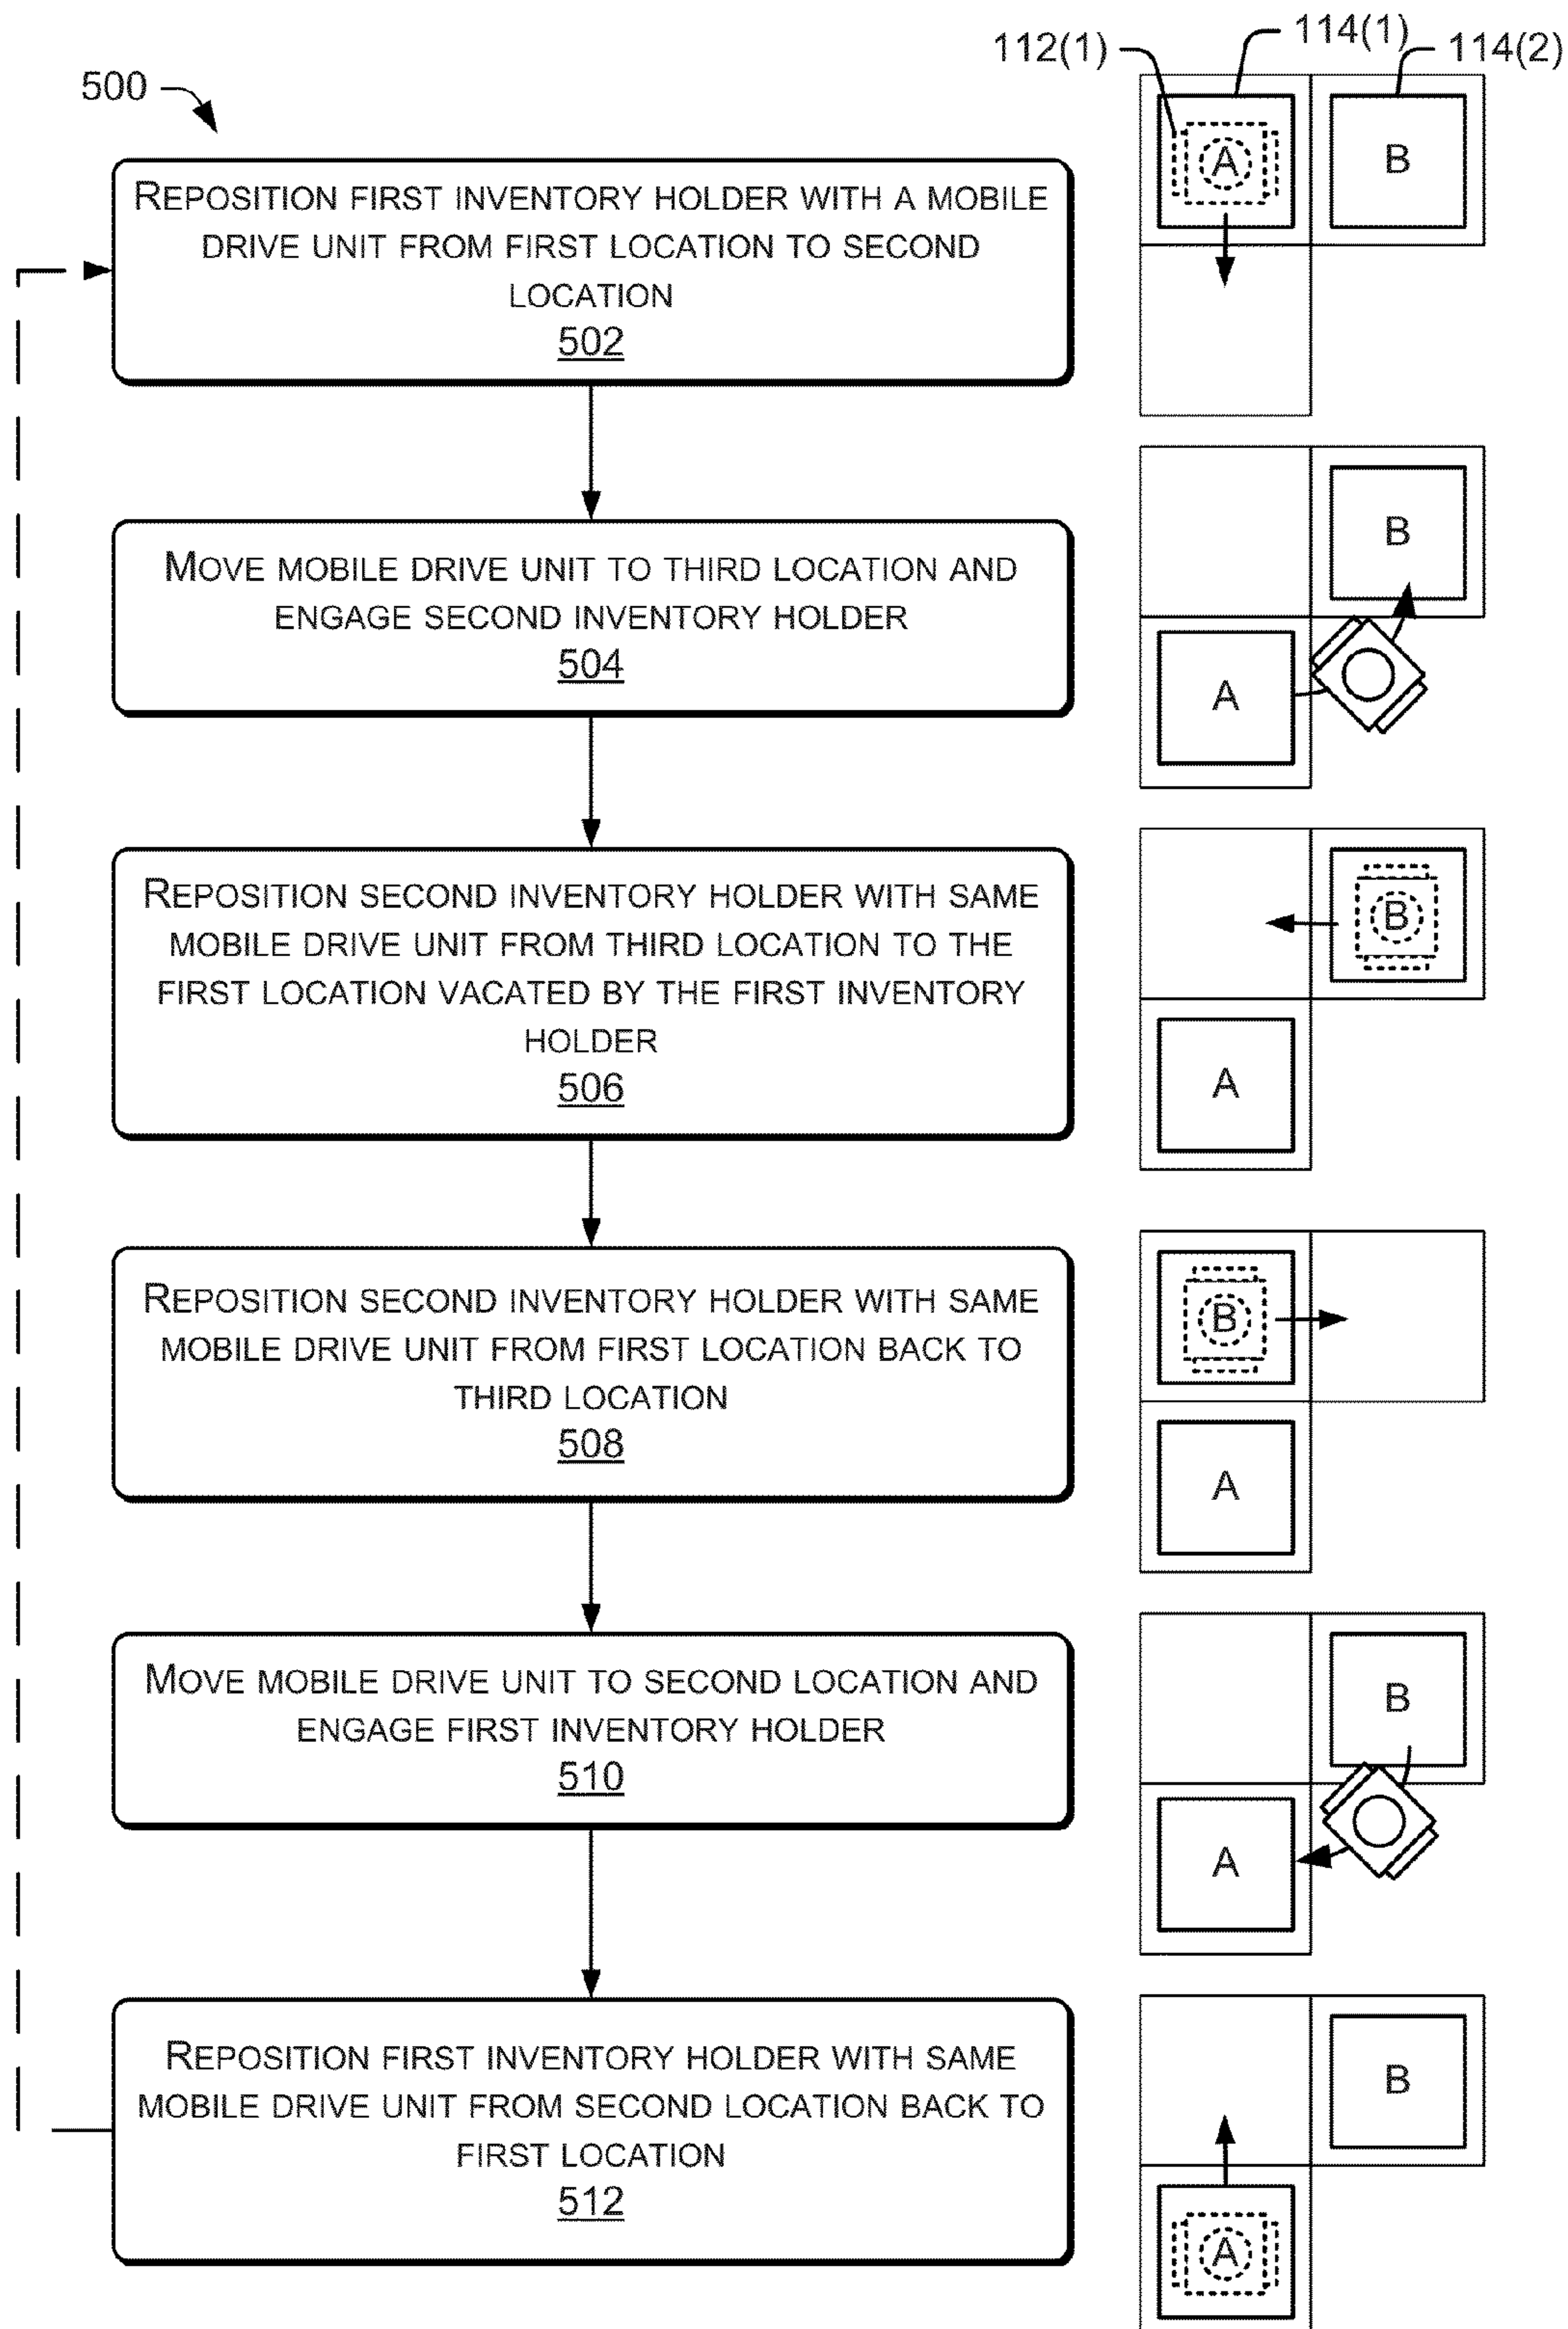 112(1)
114(1)
114(2)
500
A
B
REPOSITION FIRST INVENTORY HOLDER WITH A MOBILE
DRIVE UNIT FROM FIRST LOCATION TO SECOND
LOCATION
502
B
MOVE MOBILE DRIVE UNIT TO THIRD LOCATION AND
ENGAGE SECOND INVENTORY HOLDER
504
A
REPOSITION SECOND INVENTORY HOLDER WITH SAME
MOBILE DRIVE UNIT FROM THIRD LOCATION TO THE
FIRST LOCATION VACATED BY THE FIRST INVENTORY
HOLDER
506
B
A
REPOSITION SECOND INVENTORY HOLDER WITH SAME
MOBILE DRIVE UNIT FROM FIRST LOCATION BACK TO
THIRD LOCATION
508
B
A
MOVE MOBILE DRIVE UNIT TO SECOND LOCATION AND
ENGAGE FIRST INVENTORY HOLDER
510
B
A
REPOSITION FIRST INVENTORY HOLDER WITH SAME
MOBILE DRIVE UNIT FROM SECOND LOCATION BACK TO
FIRST LOCATION
512
B
A